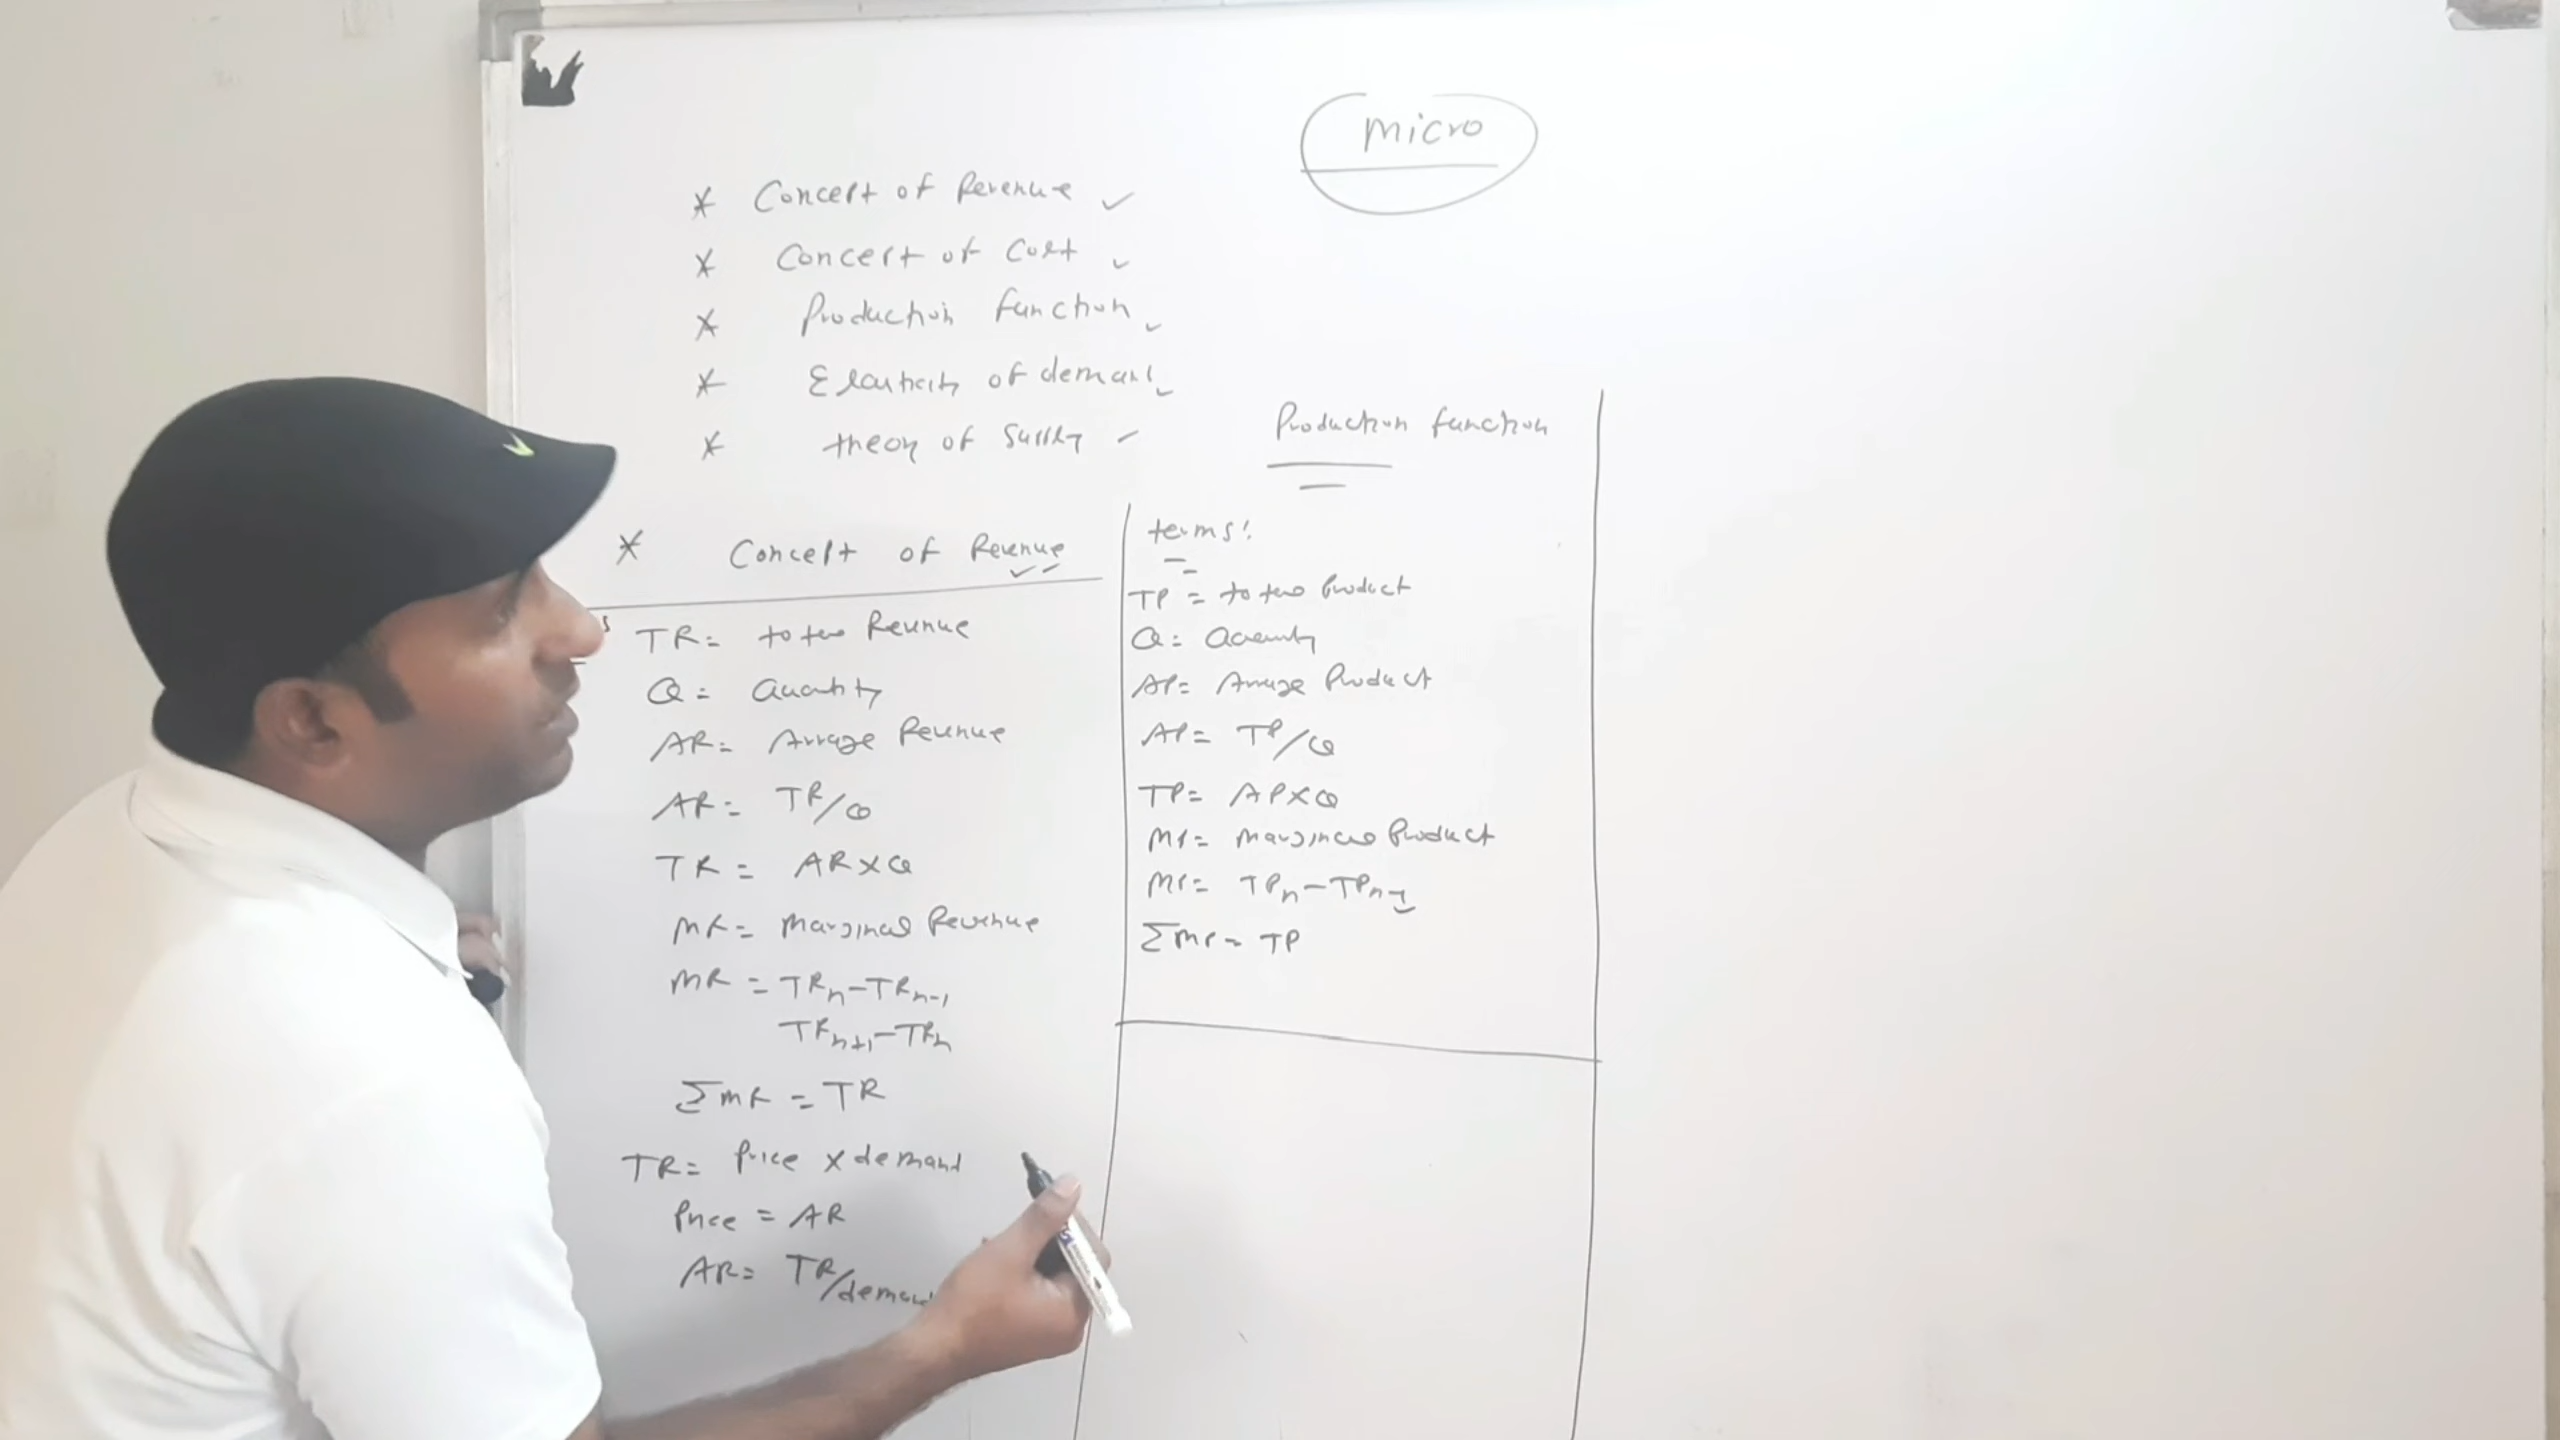 micro
* Concept of Revenue ✓
* Concept of Cost ✓
* Production function ✓
* Elasticity of demand ✓
* theory of Supply ✓
* Concept of Revenue
TR = total Revenue
Q = Quantity
AR = Average Revenue
AR = TR/Q
TR = AR×Q
MR = Marginal Revenue
MR = TRn-TRn-1
TRn+1-TRn
ΣMR = TR
TR = Price × demand
Price = AR
AR = TR/demand
Production function
terms:
TP = total Product
Q = Quantity
AP = Average Product
AP = TP/Q
TP = AP×Q
MP = Marginal Product
MP = TPn-TPn-1
ΣMP = TP